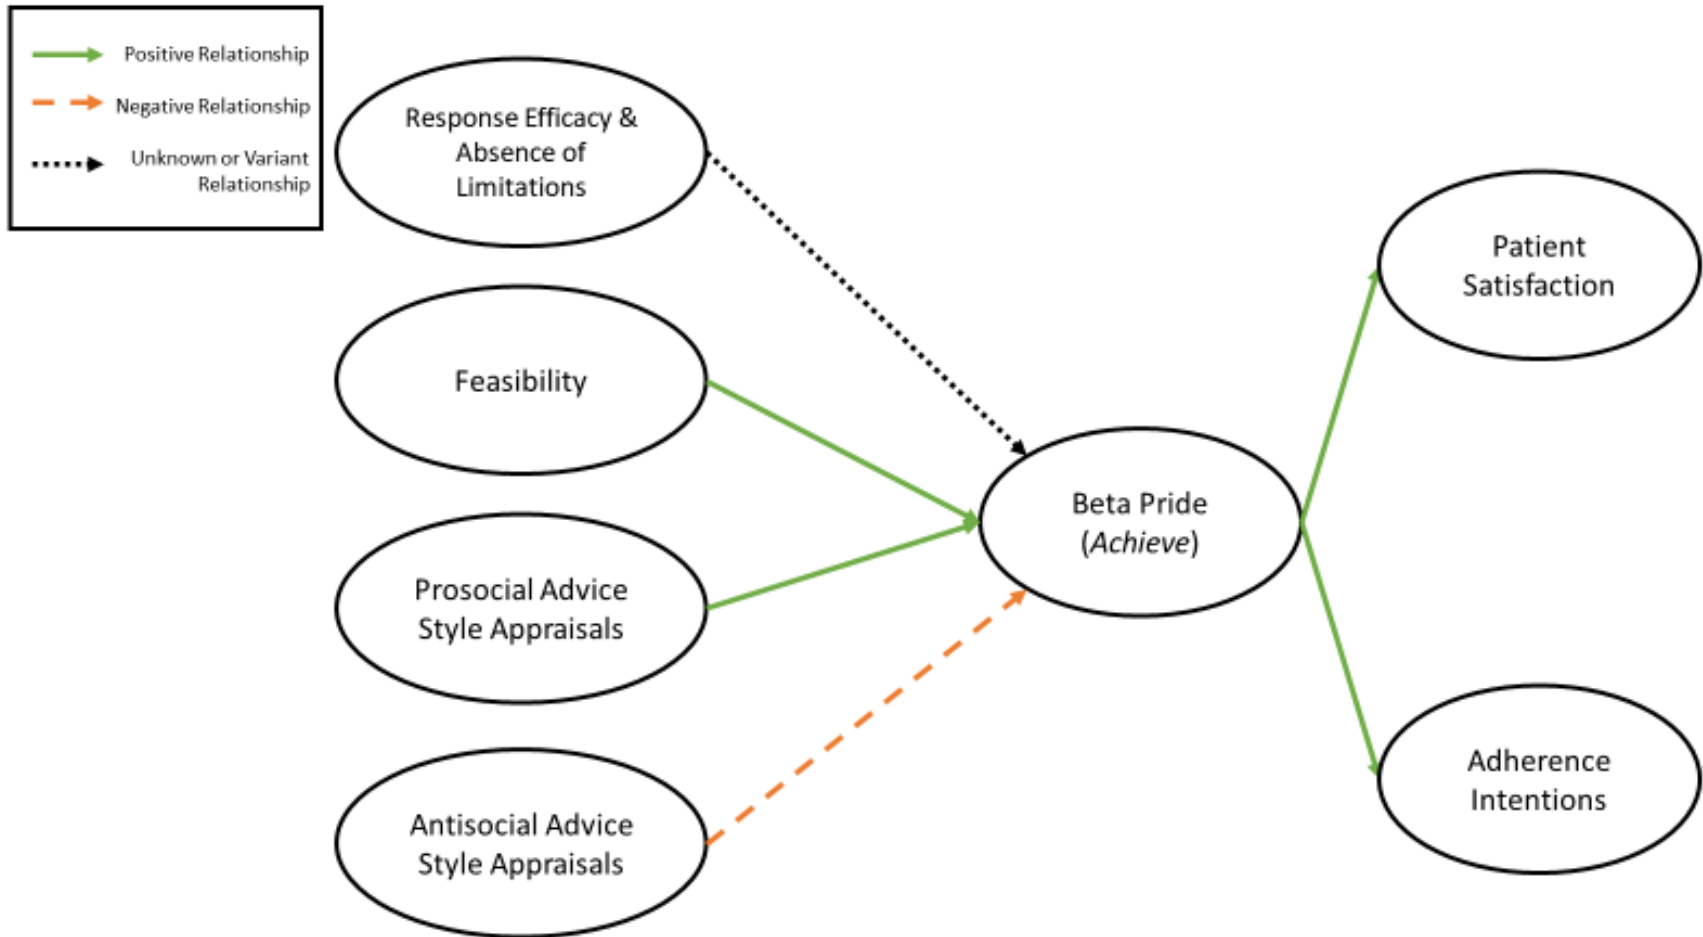 Positive Relationship
Negative Relationship
Unknown or Variant
Relationship
Response Efficacy &
Absence of
Limitations
Feasibility
Prosocial Advice
Style Appraisals
Antisocial Advice
Style Appraisals
Beta Pride
(Achieve)
Patient
Satisfaction
Adherence
Intentions